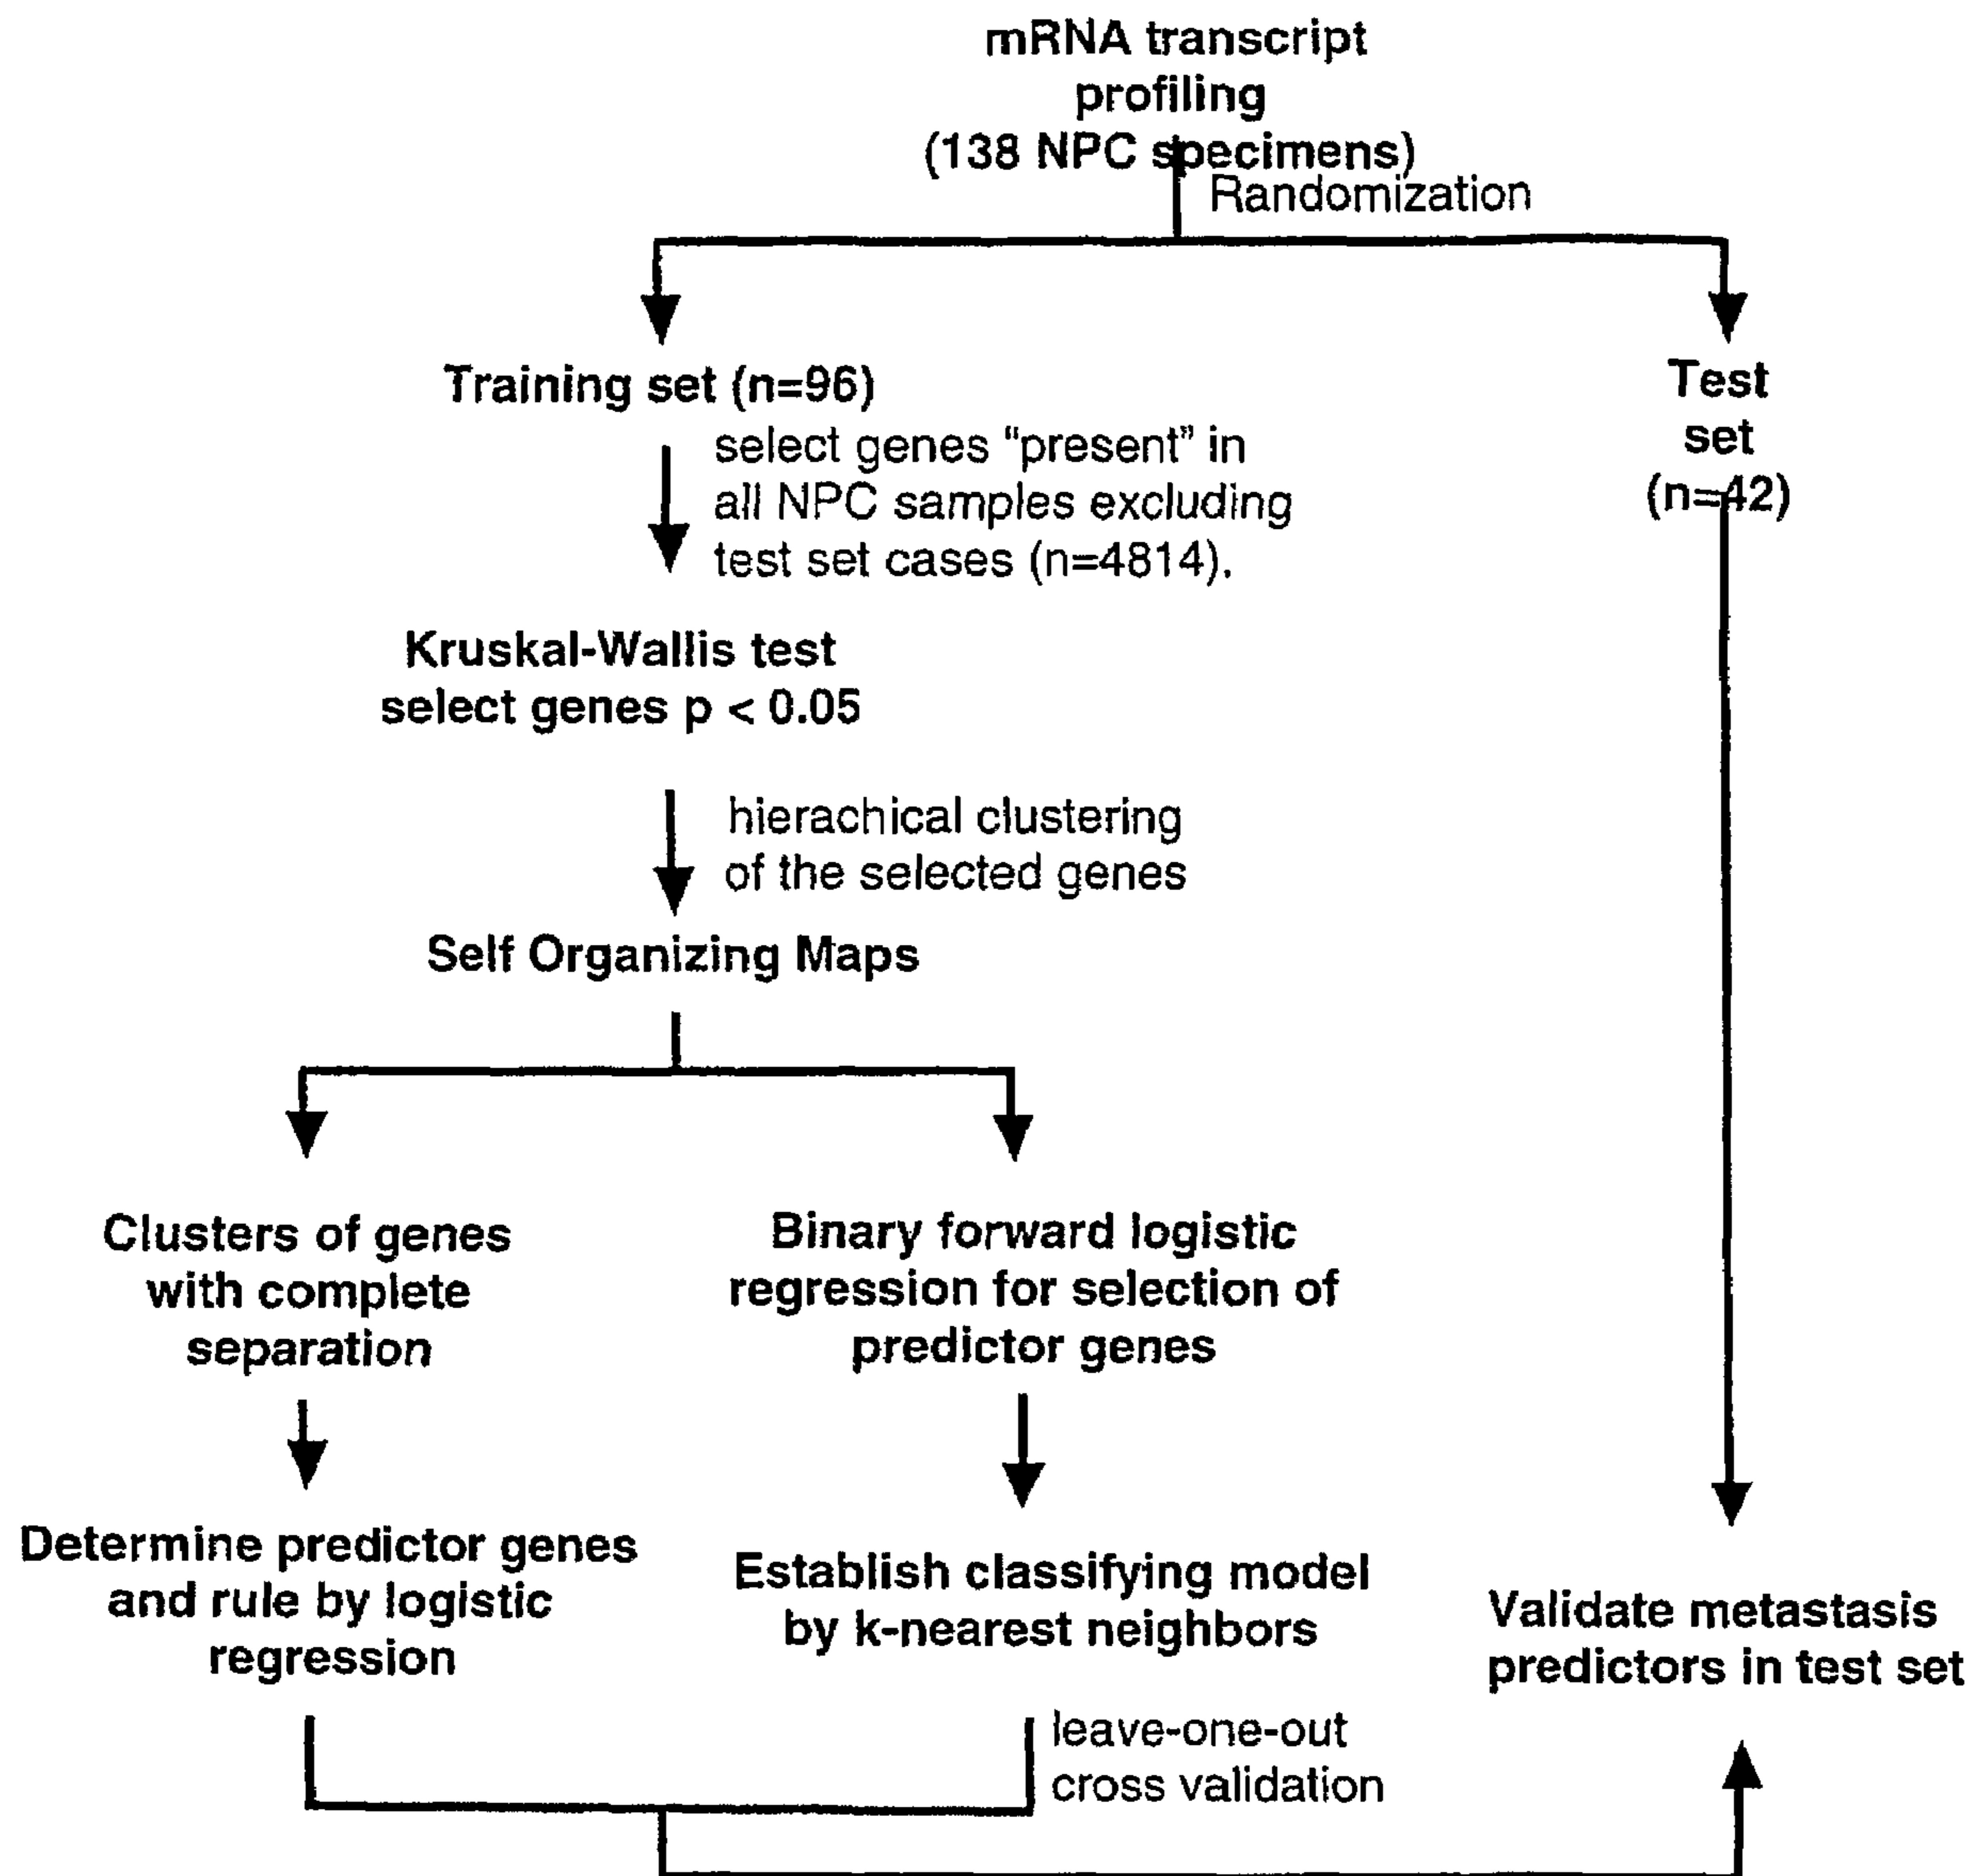 mRNA transcript
profiling
(138 NPC specimens)
Randomization
Training set (n=96)
select genes “present” in
all NPC samples excluding
test set cases (n=4814).
Test
set
(n=42)
Kruskal-Wallis test
select genes p < 0.05
hierachical clustering
of the selected genes
Self Organizing Maps
Clusters of genes
with complete
separation
Binary forward logistic
regression for selection of
predictor genes
Determine predictor genes
and rule by logistic
regression
Establish classifying model
by k-nearest neighbors
Validate metastasis
predictors in test set
leave-one-out
cross validation